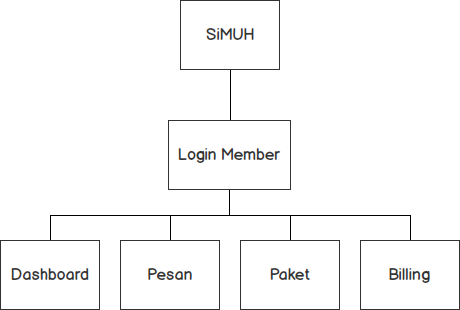 SiMUH
Login Member
Dashboard
Pesan
Paket
Billing